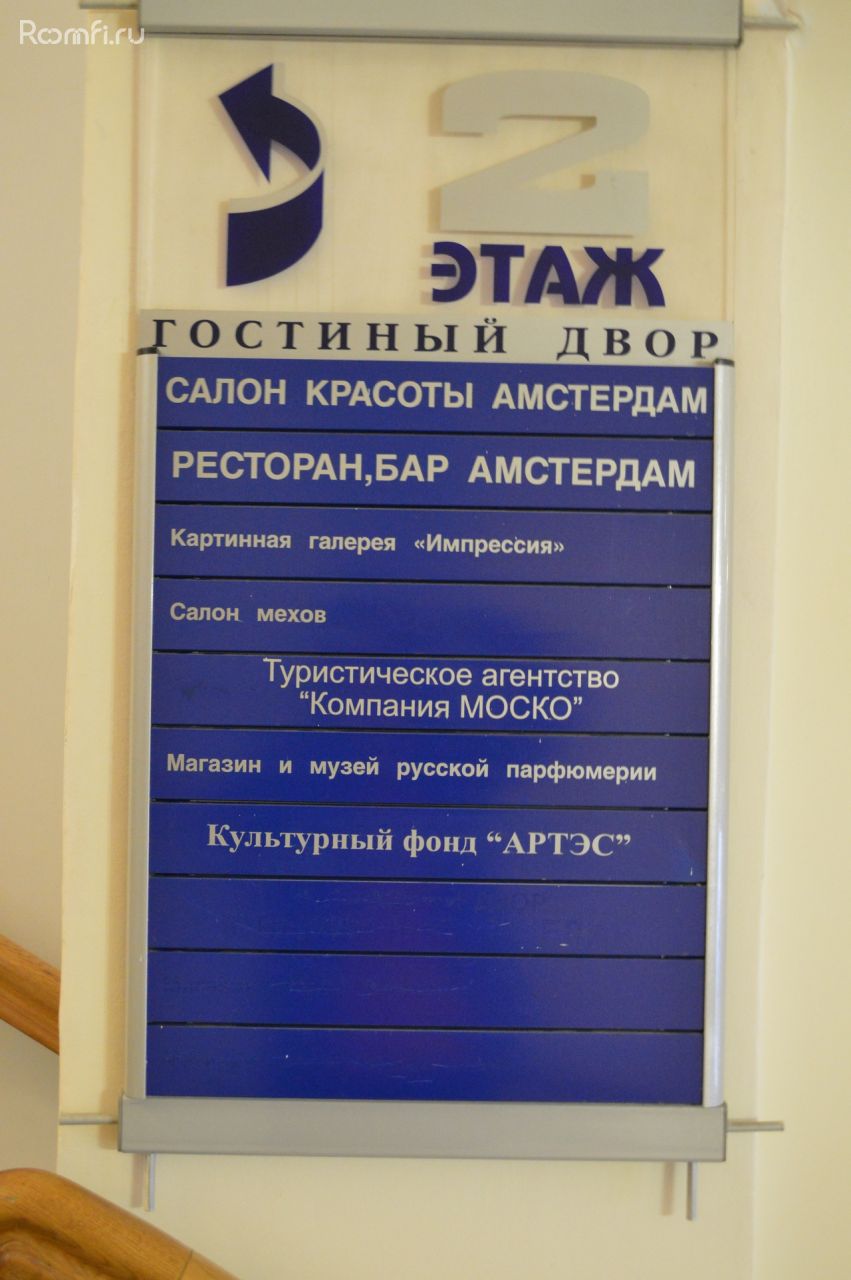 Roomfi.ru
2
ЭТАЖ
ГОСТИНЫЙ ДВОР
САЛОН КРАСОТЫ АМСТЕРДАМ
РЕСТОРАН,БАР АМСТЕРДАМ
Картинная галерея «Импрессия»
Салон мехов
Туристическое агентство
“Компания МОСКО”
Магазин и музей русской парфюмерии
Культурный фонд “АРТЭС”